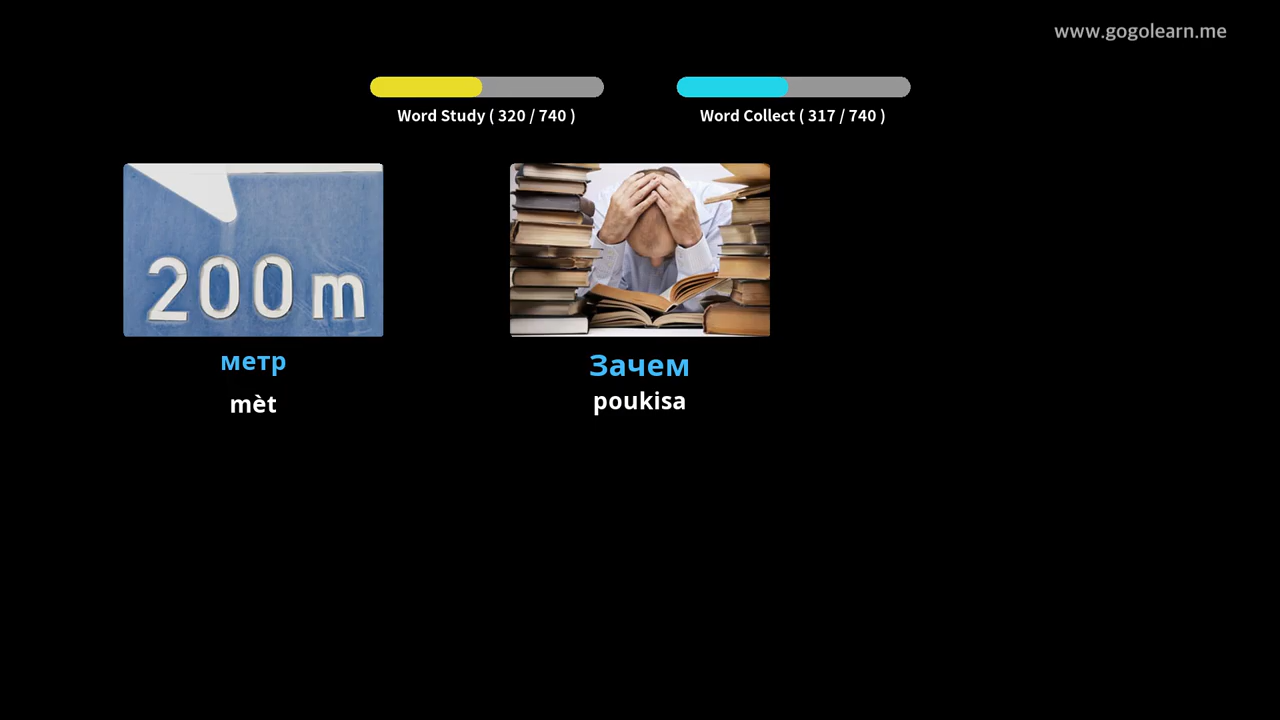 www.gogolearn.me
Word Study ( 320 / 740 )
Word Collect ( 317 / 740 )
200 m
метр
mèt
Зачем
poukisa